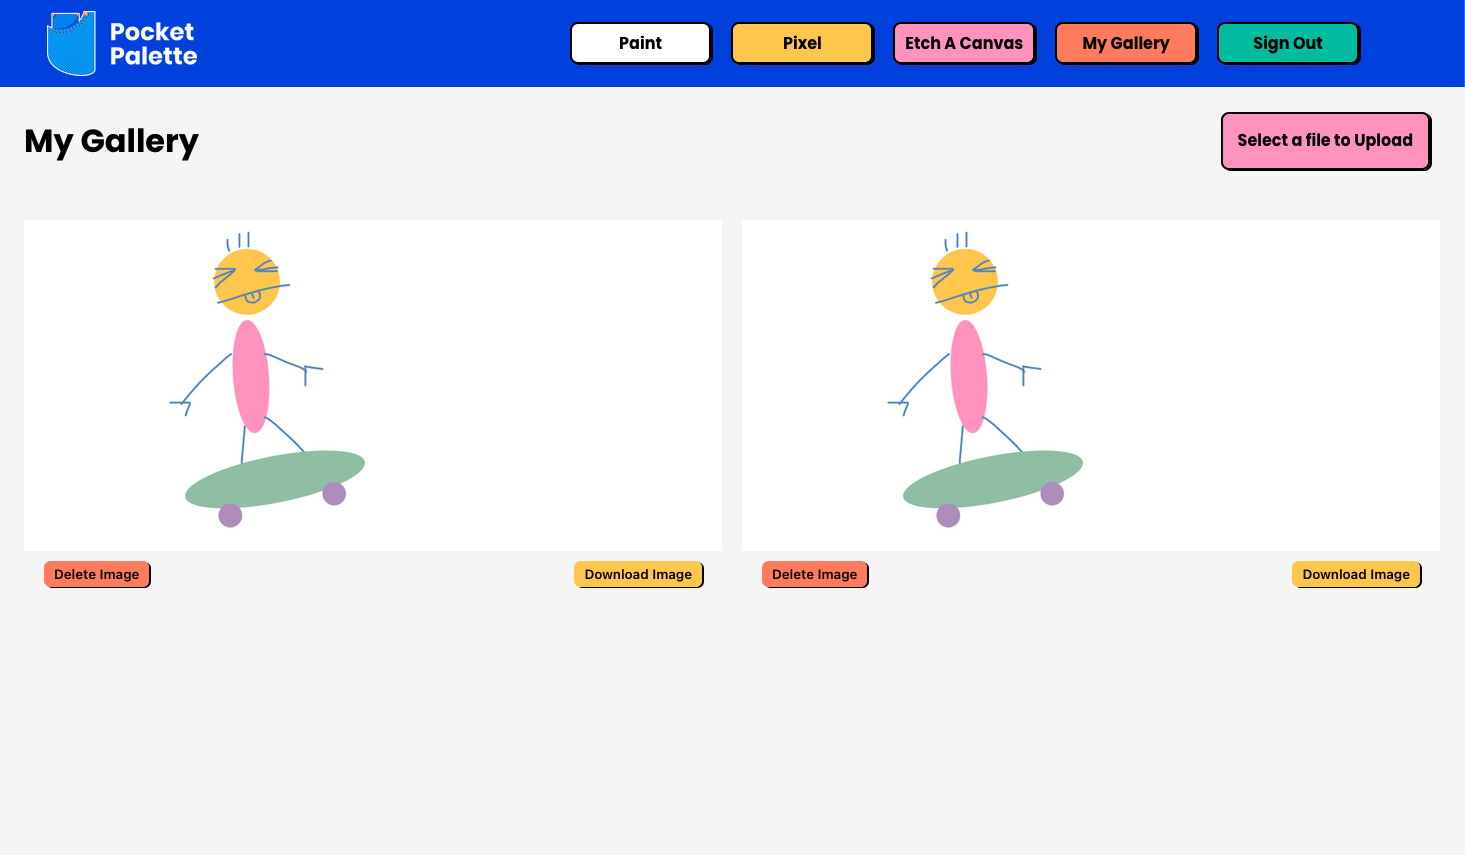 Pocket
Palette
Paint
Pixel
Etch A Canvas
My Gallery
Sign Out
My Gallery
Select a file to Upload
Delete Image
Download Image
Delete Image
Download Image